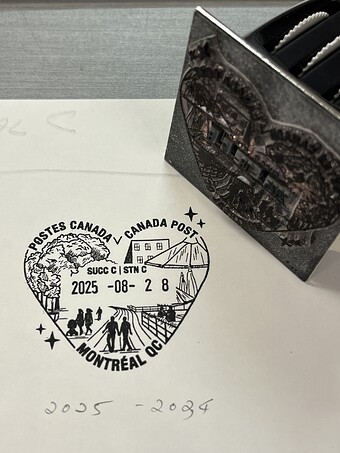 POSTES CANADA
CANADA POST
SUCC C | STN C
2025 -08- 2 8
MONTRÉAL QC
2025 - 2024